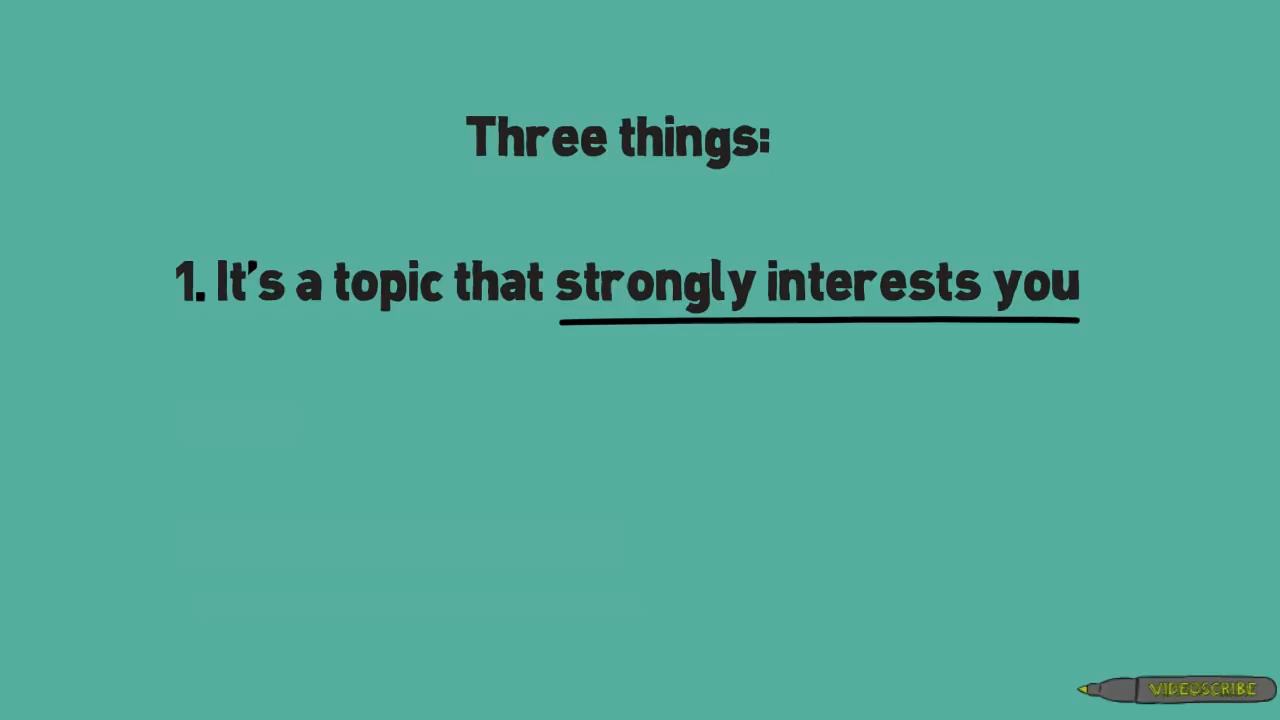 Three things:
1. It's a topic that strongly interests you
VIDEOSCRIBE